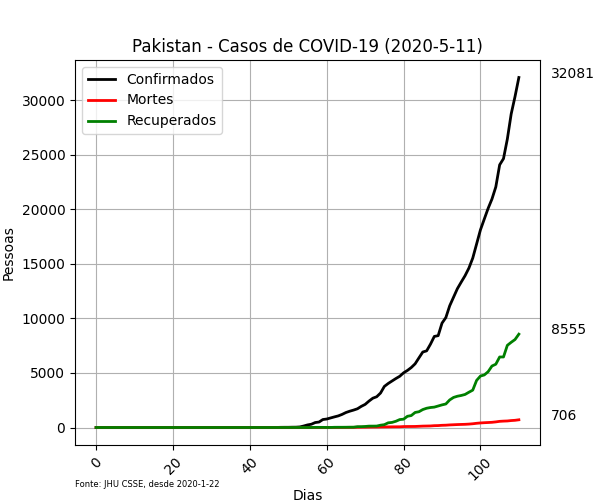 Pakistan - Casos de COVID-19 (2020-5-11)
Confirmados
Mortes
Recuperados
32081
8555
706
30000
25000
20000
15000
10000
5000
0
Pessoas
0
20
40
60
80
100
Fonte: JHU CSSE, desde 2020-1-22
Dias